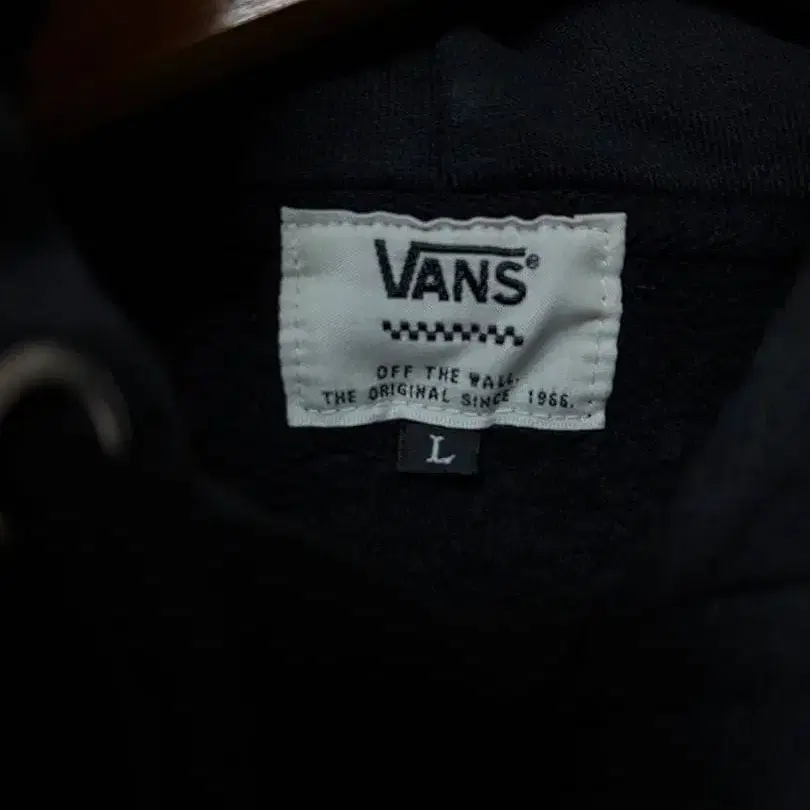 VANS®
OFF THE WALL.
THE ORIGINAL SINCE 1966.
L